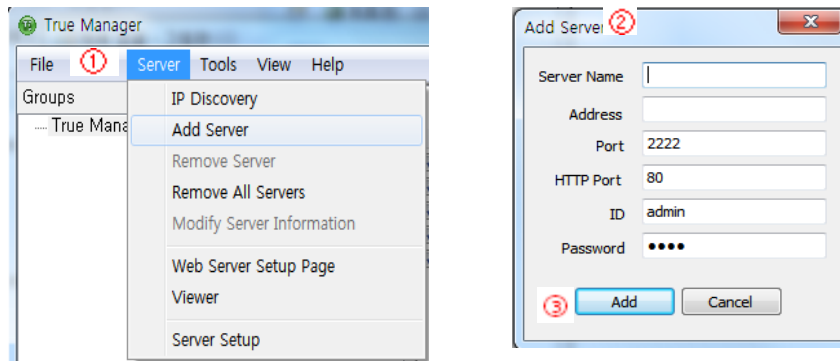 True Manager
File ① Server Tools View Help
Groups
True Mana
IP Discovery
Add Server
Remove Server
Remove All Servers
Modify Server Information
Web Server Setup Page
Viewer
Server Setup
Add Server ②
Server Name
Address
Port 2222
HTTP Port 80
ID admin
Password ●●●●
③ Add Cancel